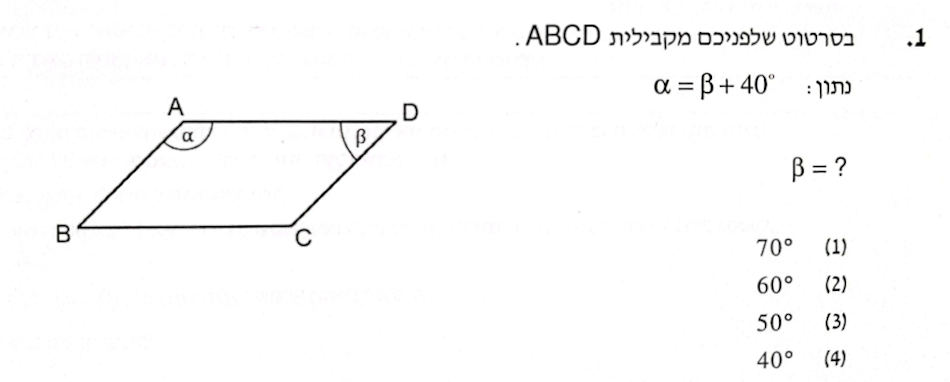 1. בסרטוט שלפניכם מקבילית ABCD .
נתון: α = β + 40°
β = ?
(1) 70°
(2) 60°
(3) 50°
(4) 40°
A
D
α
β
B
C